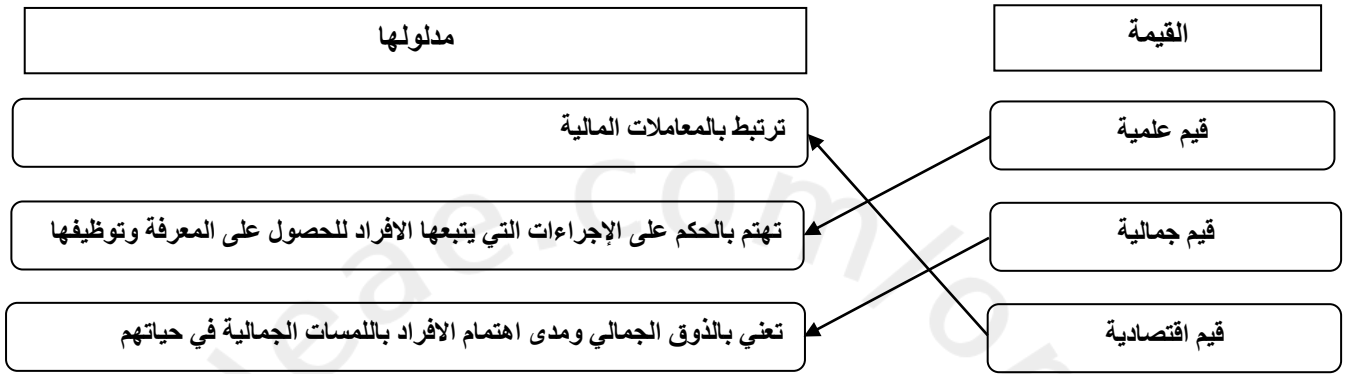 القيمة
مدلولها
قيم علمية
ترتبط بالمعاملات المالية
قيم جمالية
تهتم بالحكم على الإجراءات التي يتبعها الافراد للحصول على المعرفة وتوظيفها
قيم اقتصادية
تعني بالذوق الجمالي ومدى اهتمام الافراد باللمسات الجمالية في حياتهم